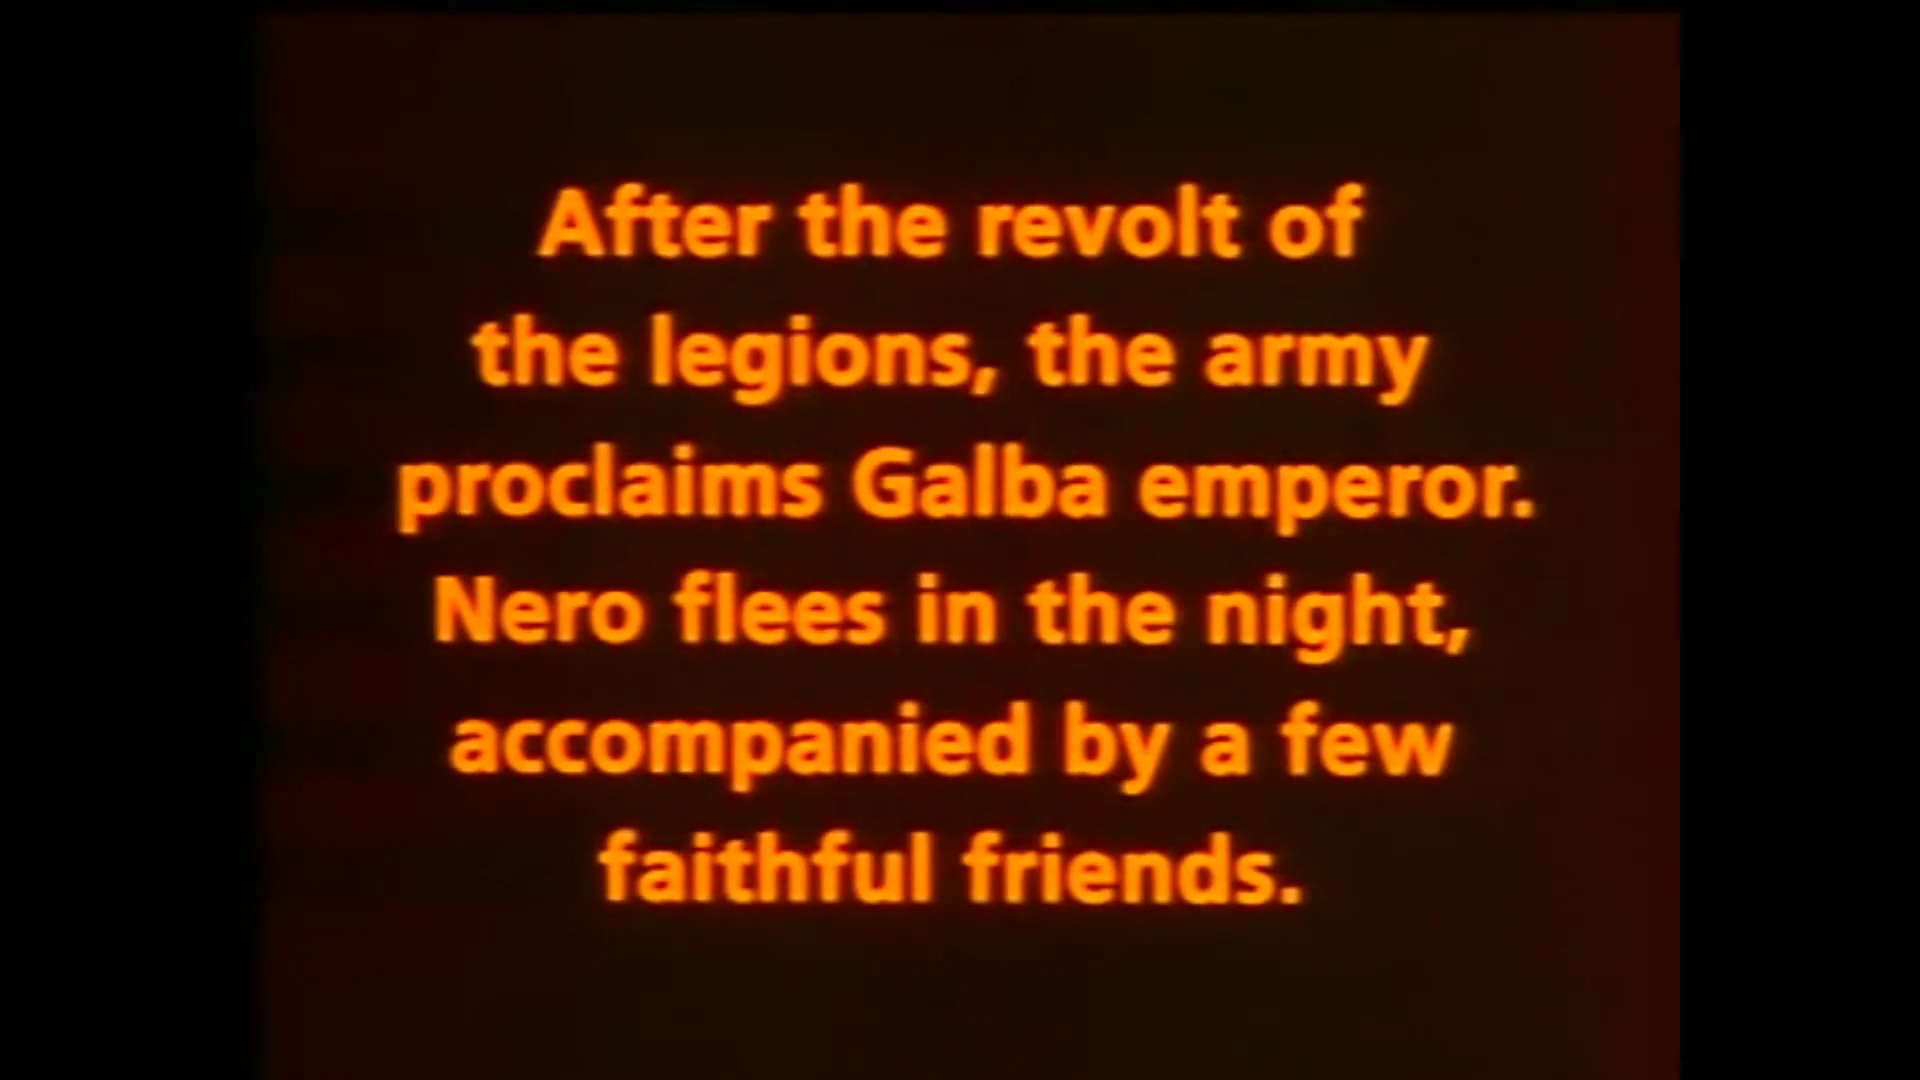 After the revolt of
the legions, the army
proclaims Galba emperor.
Nero flees in the night,
accompanied by a few
faithful friends.